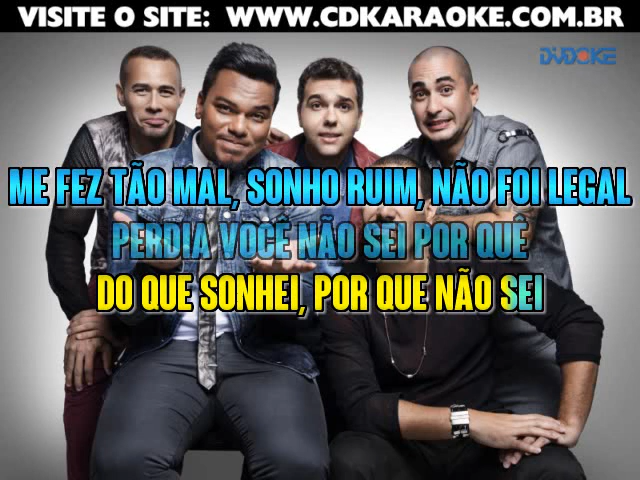 VISITE O SITE: WWW.CDKARAOKE.COM.BR
DVDOKE
ME FEZ TÃO MAL, SONHO RUIM, NÃO FOI LEGAL
PERDIA VOCÊ NÃO SEI POR QUÊ
DO QUE SONHEI, POR QUE NÃO SEI